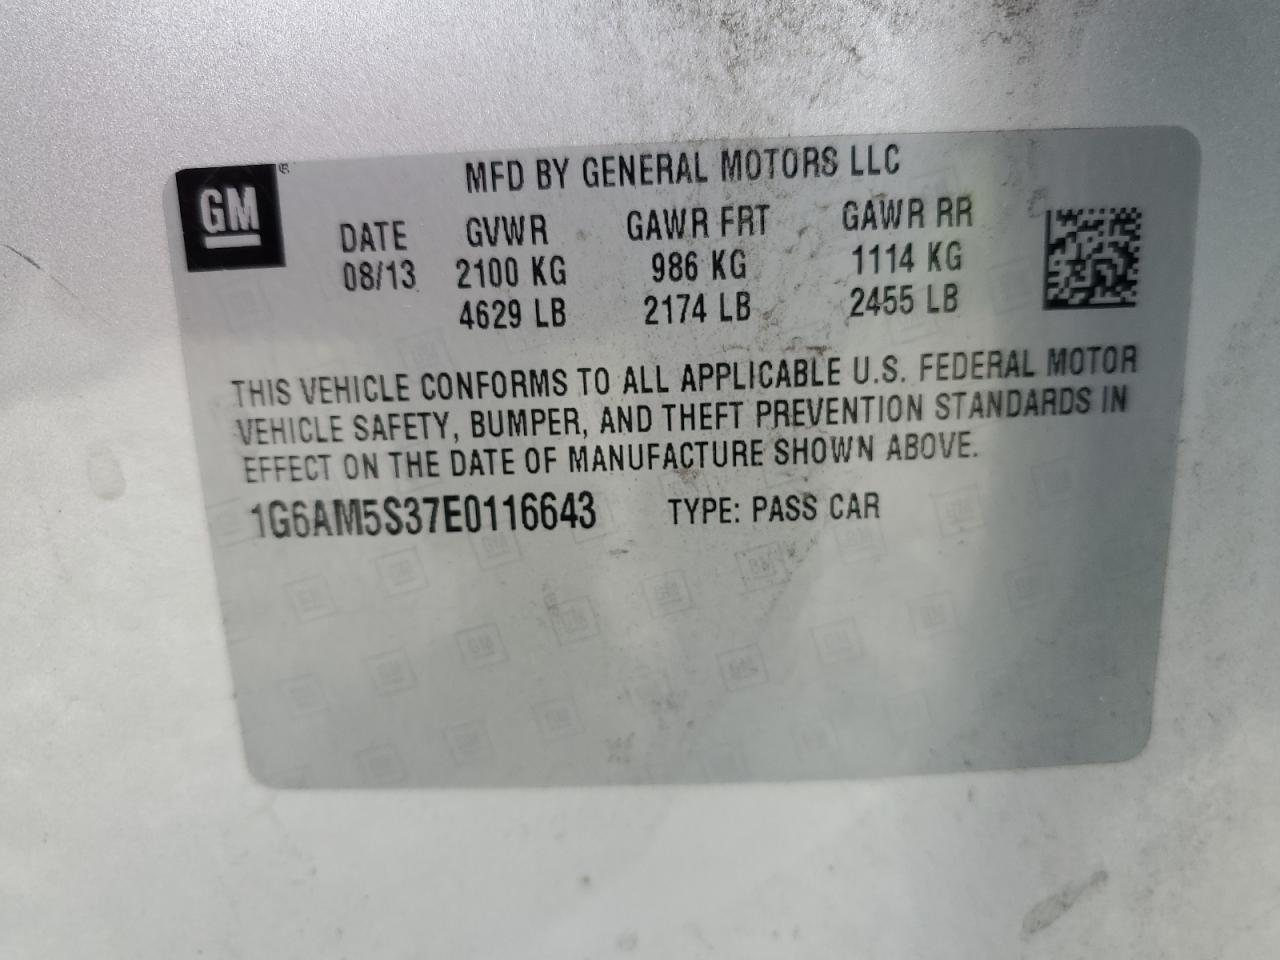 GM
MFD BY GENERAL MOTORS LLC
DATE GVWR GAWR FRT GAWR RR
08/13 2100 KG 986 KG 1114 KG
4629 LB 2174 LB 2455 LB
THIS VEHICLE CONFORMS TO ALL APPLICABLE U.S. FEDERAL MOTOR
VEHICLE SAFETY, BUMPER, AND THEFT PREVENTION STANDARDS IN
EFFECT ON THE DATE OF MANUFACTURE SHOWN ABOVE.
1G6AM5S37E0116643 TYPE: PASS CAR